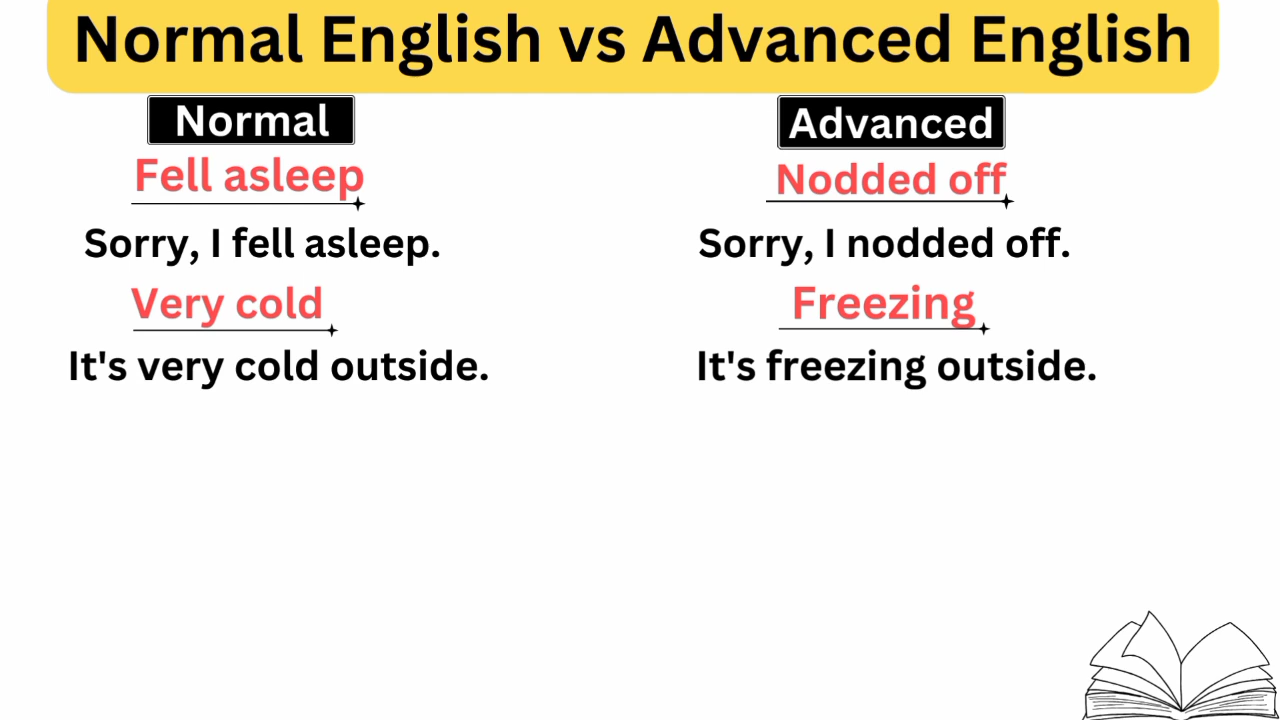 Normal English vs Advanced English
Normal
Advanced
Fell asleep
Nodded off
Sorry, I fell asleep.
Sorry, I nodded off.
Very cold
Freezing
It's very cold outside.
It's freezing outside.